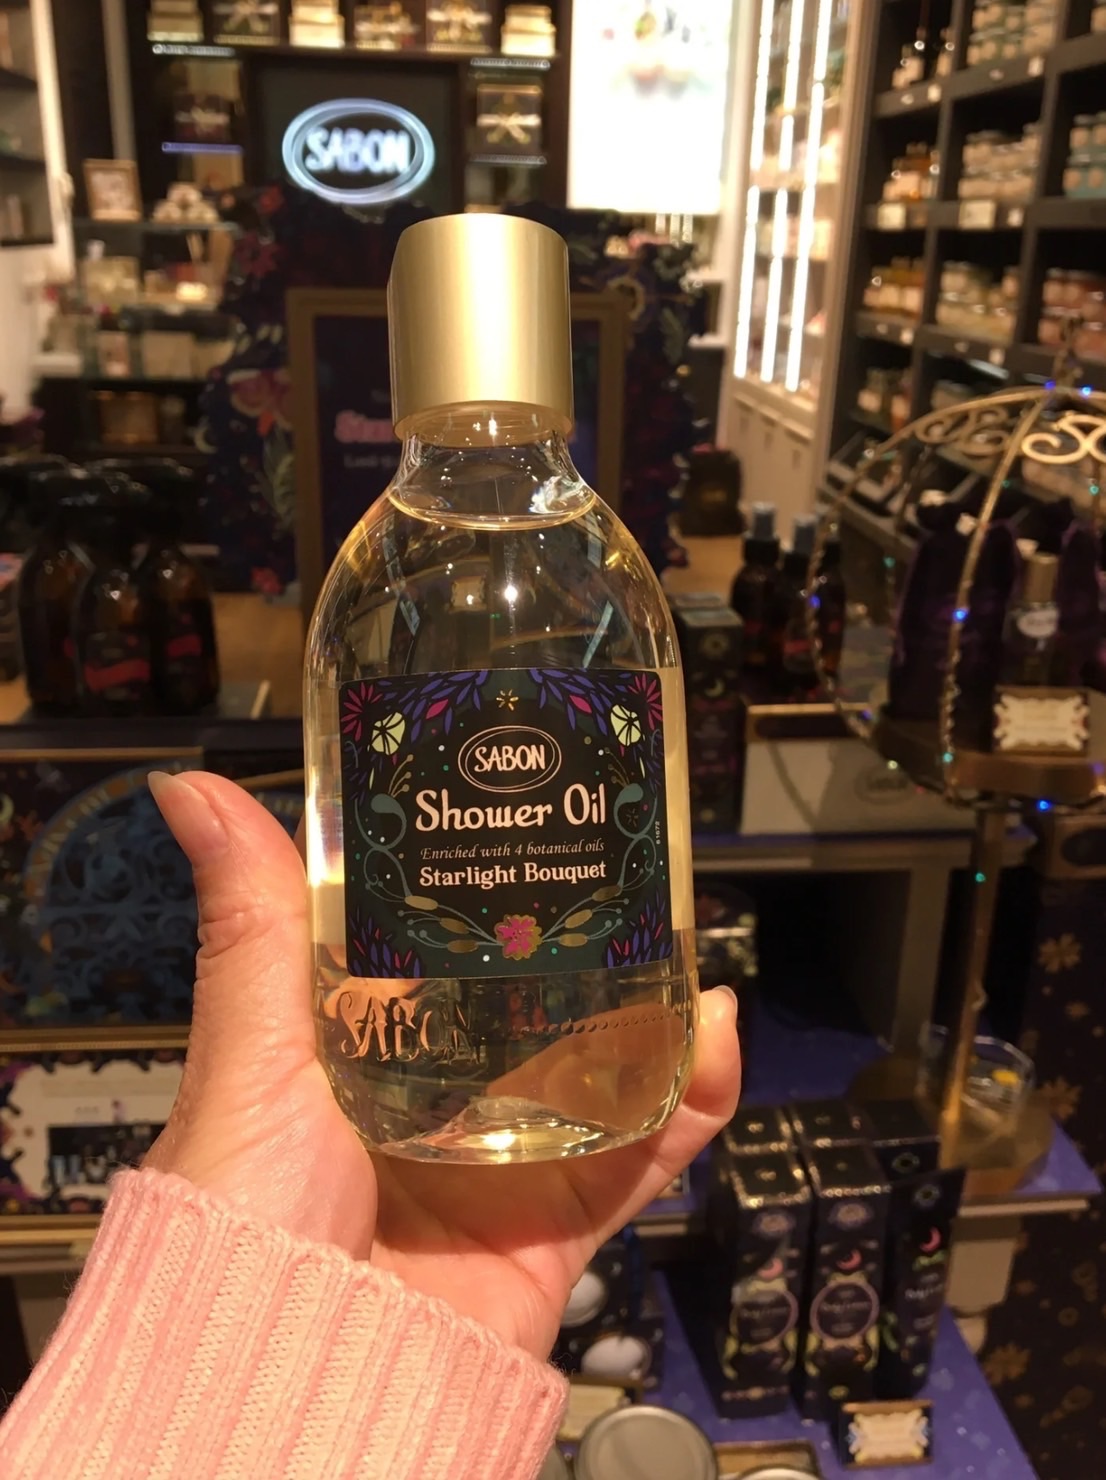 SABON
SABON
Shower Oil
Enriched with 4 botanical oils
Starlight Bouquet
SABON